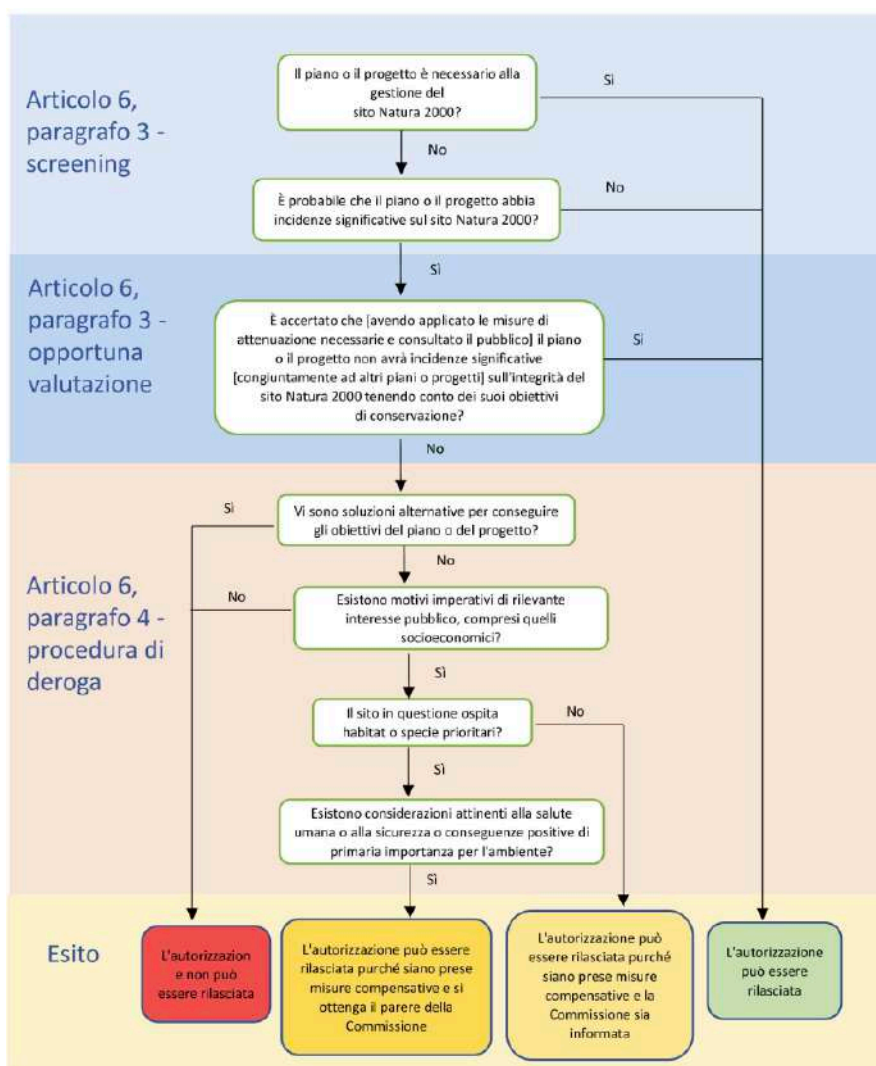 Articolo 6,
paragrafo 3 -
screening
Il piano o il progetto è necessario alla
gestione del
sito Natura 2000?
Sì
No
È probabile che il piano o il progetto abbia
incidenze significative sul sito Natura 2000?
No
Sì
Articolo 6,
paragrafo 3 -
opportuna
valutazione
È accertato che [avendo applicato le misure di
attenuazione necessarie e consultato il pubblico] il piano
o il progetto non avrà incidenze significative
[congiuntamente ad altri piani o progetti] sull'integrità del
sito Natura 2000 tenendo conto dei suoi obiettivi
di conservazione?
Sì
No
Articolo 6,
paragrafo 4 -
procedura di
deroga
Vi sono soluzioni alternative per conseguire
gli obiettivi del piano o del progetto?
Sì
No
Esistono motivi imperativi di rilevante
interesse pubblico, compresi quelli
socioeconomici?
No
Sì
Il sito in questione ospita
habitat o specie prioritari?
No
Sì
Esistono considerazioni attinenti alla salute
umana o alla sicurezza o conseguenze positive di
primaria importanza per l'ambiente?
Sì
Esito
L'autorizzazion
e non può
essere rilasciata
L'autorizzazione può essere
rilasciata purché siano prese
misure compensative e si
ottenga il parere della
Commissione
L'autorizzazione può
essere rilasciata purché
siano prese misure
compensative e la
Commissione sia
informata
L'autorizzazione
può essere
rilasciata